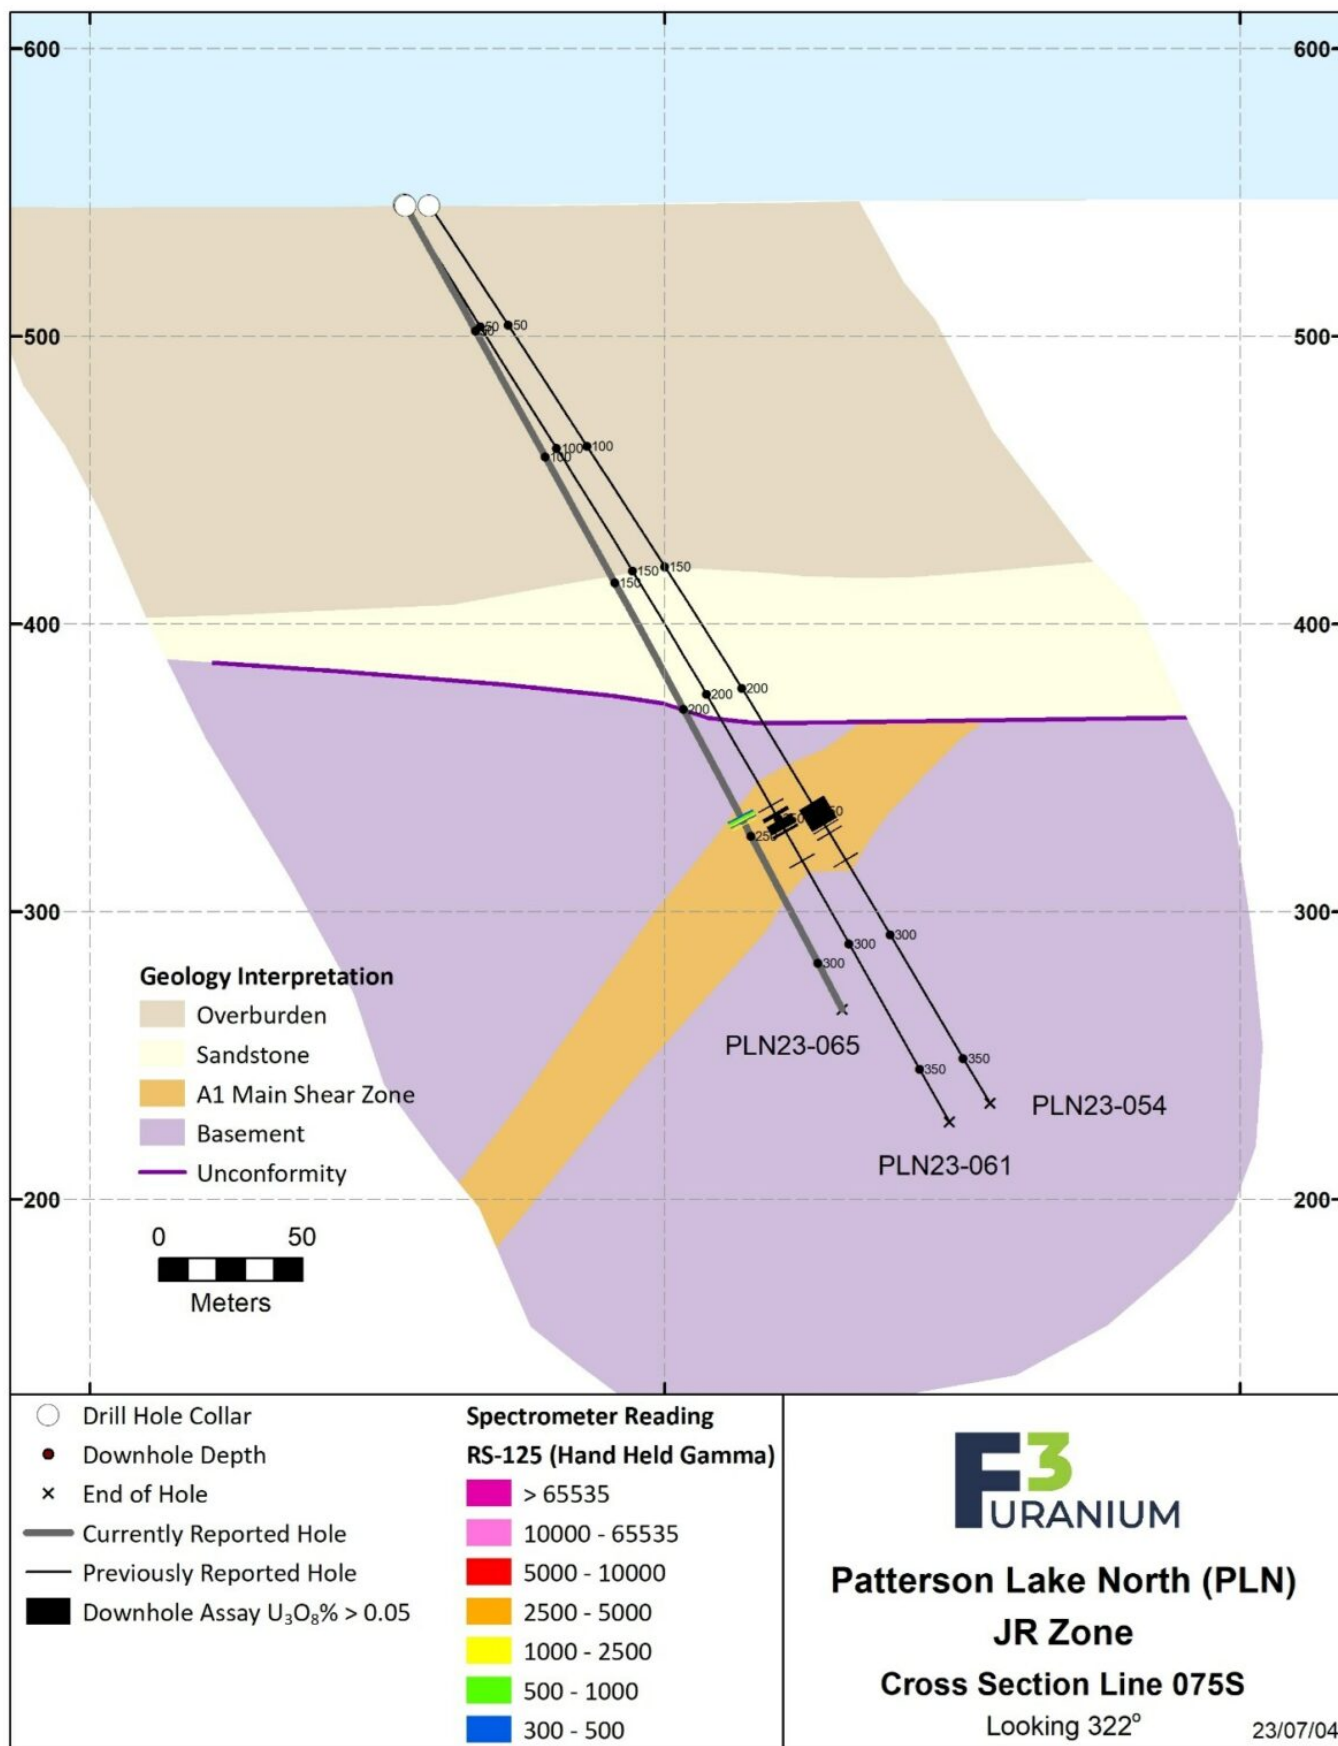 600
600
50
50
50
100
100
100
500
500
150
150
150
400
400
200
200
200
250
250
250
300
300
300
300
300
350
350
PLN23-065
PLN23-054
PLN23-061
200
200
Geology Interpretation
Overburden
Sandstone
A1 Main Shear Zone
Basement
Unconformity
0 50
Meters
Drill Hole Collar
Downhole Depth
End of Hole
Currently Reported Hole
Previously Reported Hole
Downhole Assay U₃O₈% > 0.05
Spectrometer Reading
RS-125 (Hand Held Gamma)
> 65535
10000 - 65535
5000 - 10000
2500 - 5000
1000 - 2500
500 - 1000
300 - 500
F3
URANIUM
Patterson Lake North (PLN)
JR Zone
Cross Section Line 075S
Looking 322°
23/07/04